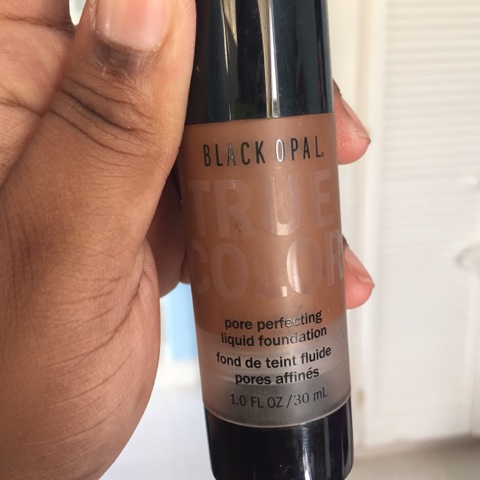 BLACK OPAL
TRUE
COLOR
pore perfecting
liquid foundation
fond de teint fluide
pores affinés
1.0 FL OZ / 30 mL